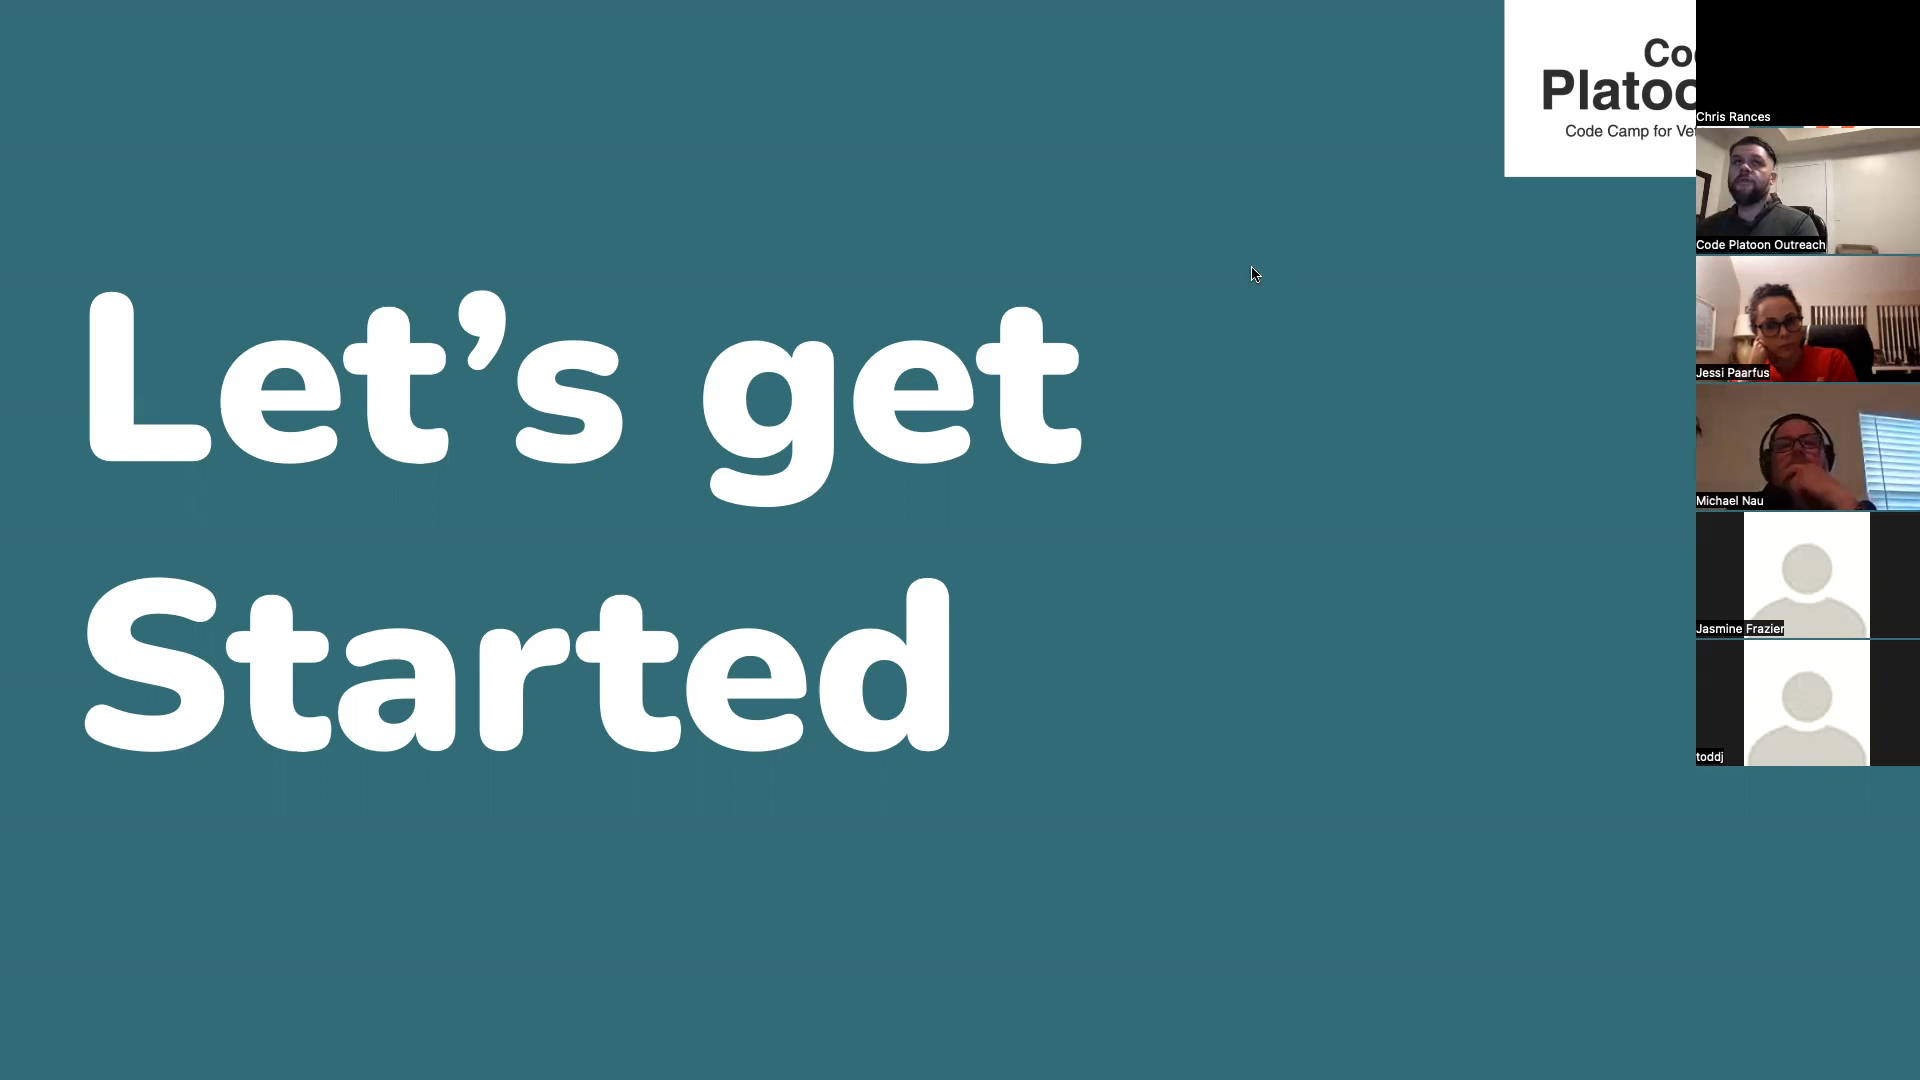 Let's get
Started
Co
Platoo
Code Camp for Ve
Chris Rances
Code Platoon Outreach
Jessi Paarfus
Michael Nau
Jasmine Frazier
toddj